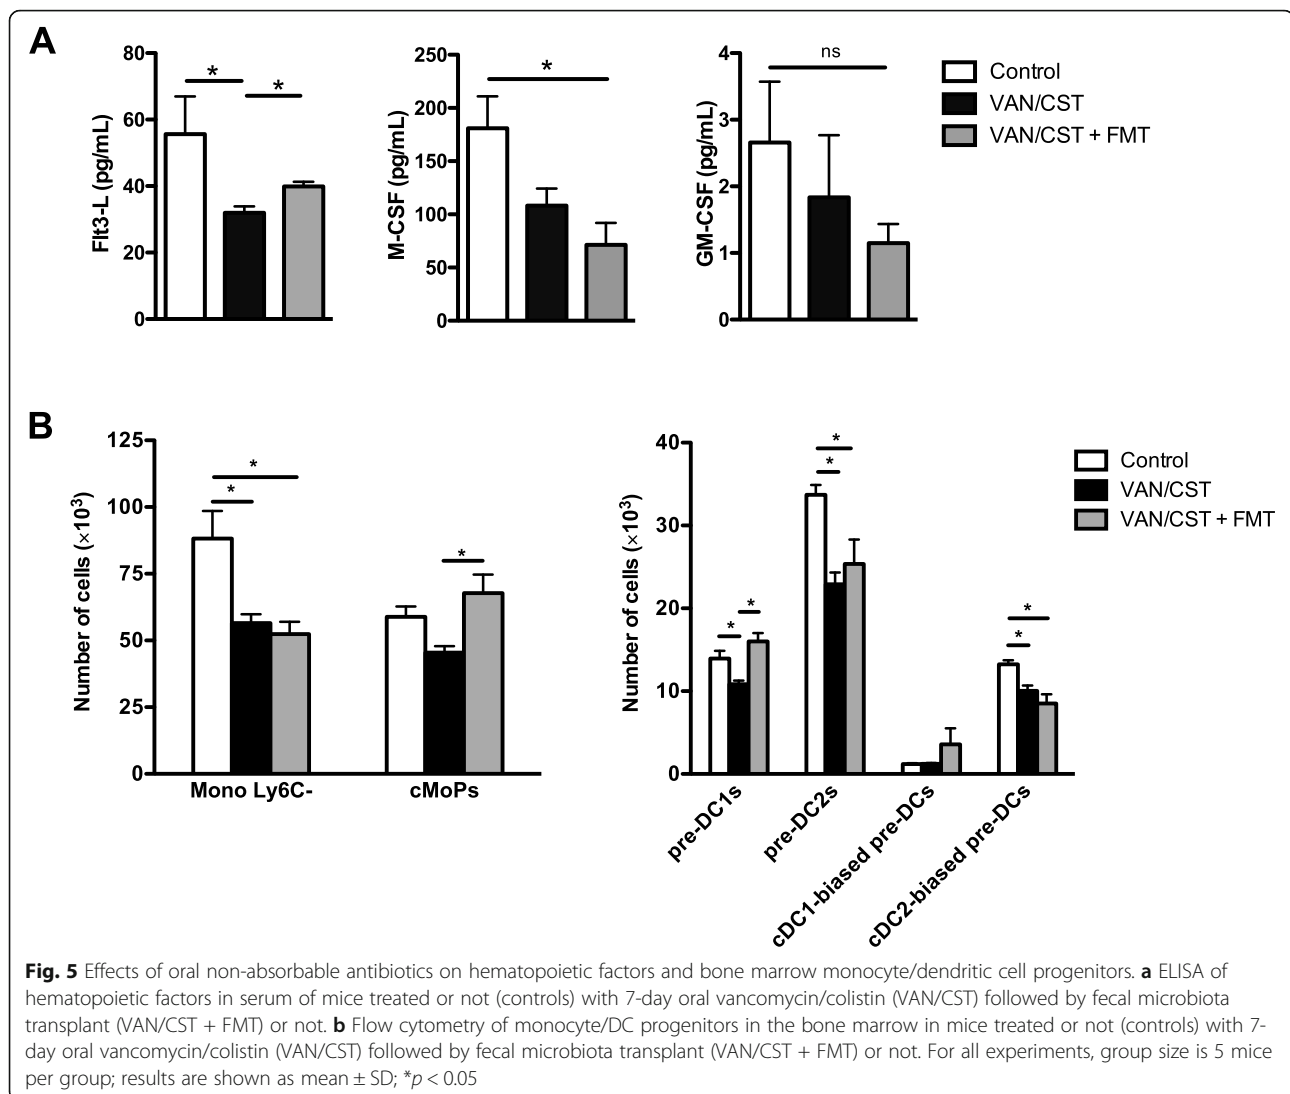 A
80
60
40
20
0
Flt3-L (pg/mL)
*
*
250
200
150
100
50
0
M-CSF (pg/mL)
*
4
3
2
1
0
GM-CSF (pg/mL)
ns
Control
VAN/CST
VAN/CST + FMT
B
125
100
75
50
25
0
Number of cells (×10³)
*
*
*
Mono Ly6C-
cMoPs
40
30
20
10
0
Number of cells (×10³)
*
*
*
*
*
*
pre-DC1s
pre-DC2s
cDC1-biased pre-DCs
cDC2-biased pre-DCs
Control
VAN/CST
VAN/CST + FMT
Fig. 5 Effects of oral non-absorbable antibiotics on hematopoietic factors and bone marrow monocyte/dendritic cell progenitors. a ELISA of
hematopoietic factors in serum of mice treated or not (controls) with 7-day oral vancomycin/colistin (VAN/CST) followed by fecal microbiota
transplant (VAN/CST + FMT) or not. b Flow cytometry of monocyte/DC progenitors in the bone marrow in mice treated or not (controls) with 7-
day oral vancomycin/colistin (VAN/CST) followed by fecal microbiota transplant (VAN/CST + FMT) or not. For all experiments, group size is 5 mice
per group; results are shown as mean ± SD; *p < 0.05